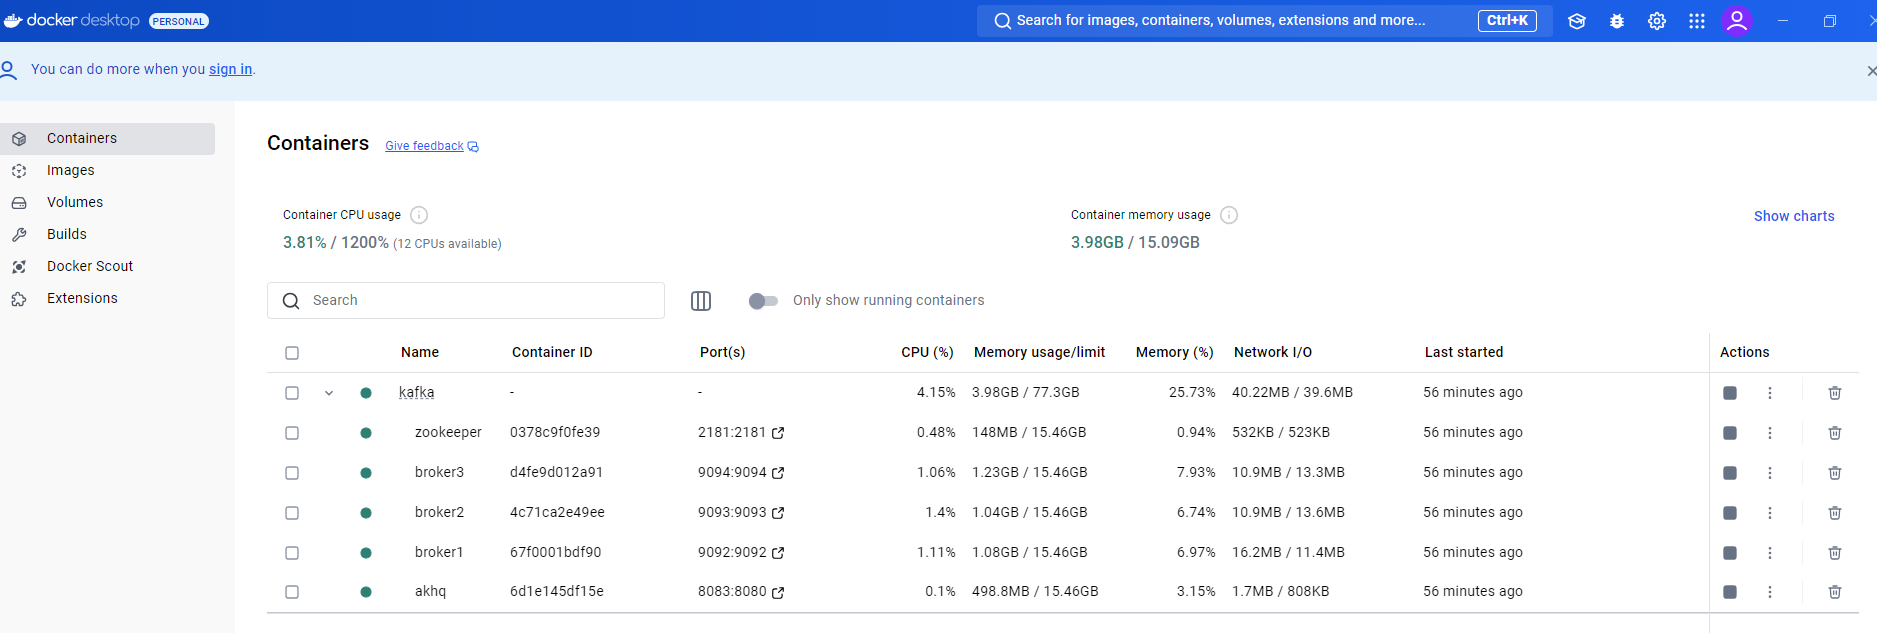 docker desktop PERSONAL Search for images, containers, volumes, extensions and more... Ctrl+K
You can do more when you sign in.
Containers
Images
Volumes
Builds
Docker Scout
Extensions
Containers Give feedback
Container CPU usage
3.81% / 1200% (12 CPUs available)
Container memory usage
3.98GB / 15.09GB
Show charts
Search
Only show running containers
Name Container ID Port(s) CPU (%) Memory usage/limit Memory (%) Network I/O Last started Actions
kafka - - 4.15% 3.98GB / 77.3GB 25.73% 40.22MB / 39.6MB 56 minutes ago
zookeeper 0378c9f0fe39 2181:2181 0.48% 148MB / 15.46GB 0.94% 532KB / 523KB 56 minutes ago
broker3 d4fe9d012a91 9094:9094 1.06% 1.23GB / 15.46GB 7.93% 10.9MB / 13.3MB 56 minutes ago
broker2 4c71ca2e49ee 9093:9093 1.4% 1.04GB / 15.46GB 6.74% 10.9MB / 13.6MB 56 minutes ago
broker1 67f0001bdf90 9092:9092 1.11% 1.08GB / 15.46GB 6.97% 16.2MB / 11.4MB 56 minutes ago
akhq 6d1e145df15e 8083:8080 0.1% 498.8MB / 15.46GB 3.15% 1.7MB / 808KB 56 minutes ago